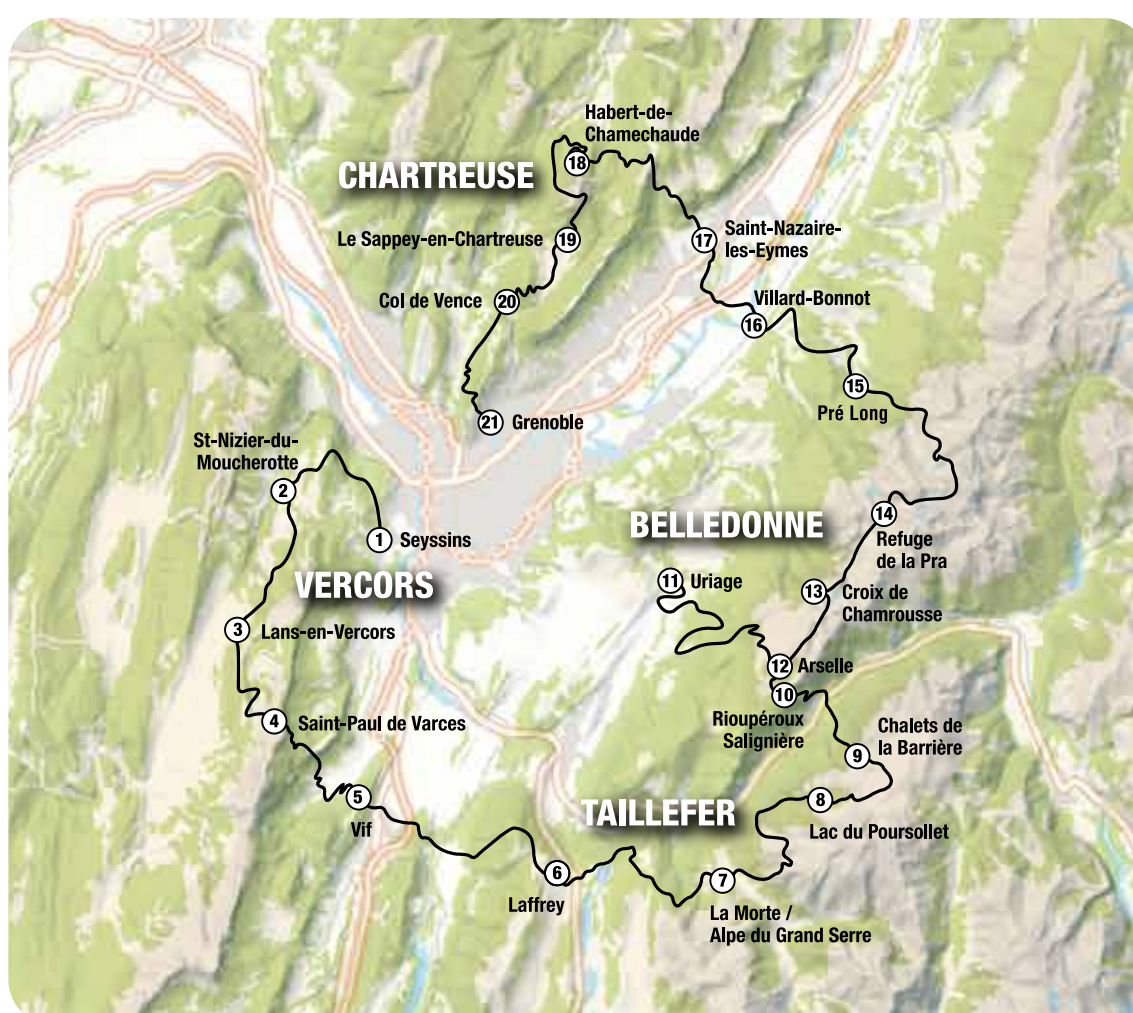 CHARTREUSE
VERCORS
BELLEDONNE
TAILLEFER
1 Seyssins
2 St-Nizier-du-
Moucherotte
3 Lans-en-Vercors
4 Saint-Paul de Varces
5 Vif
6 Laffrey
7 La Morte /
Alpe du Grand Serre
8 Lac du Poursollet
9 Chalets de
la Barrière
10 Rioupéroux
Salignière
11 Uriage
12 Arselle
13 Croix de
Chamrousse
14 Refuge
de la Pra
15 Pré Long
16 Villard-Bonnot
17 Saint-Nazaire-
les-Eymes
18 Habert-de-
Chamechaude
19 Le Sappey-en-Chartreuse
20 Col de Vence
21 Grenoble